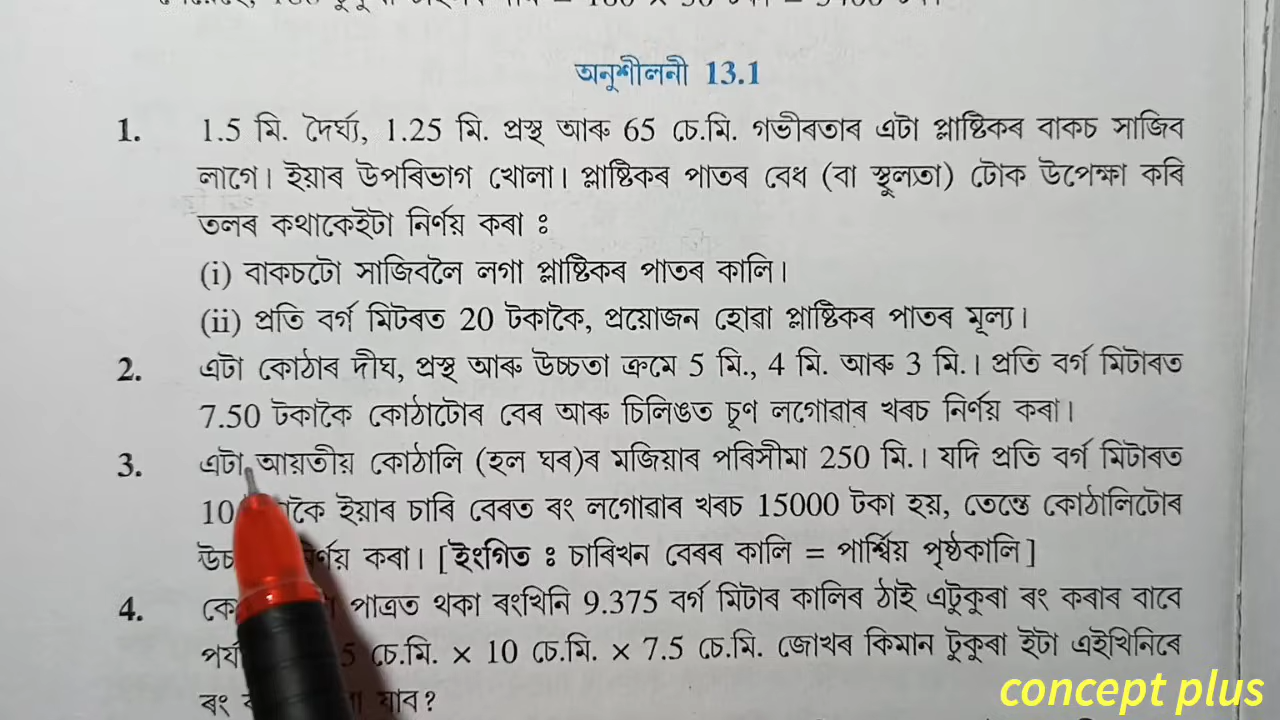 অনুশীলনী 13.1
1. 1.5 মি. দৈৰ্ঘ্য, 1.25 মি. প্ৰস্থ আৰু 65 চে.মি. গভীৰতাৰ এটা প্লাষ্টিকৰ বাকচ সাজিব
লাগে। ইয়াৰ উপৰিভাগ খোলা। প্লাষ্টিকৰ পাতৰ বেধ (বা স্থূলতা) টোক উপেক্ষা কৰি
তলৰ কথাকেইটা নিৰ্ণয় কৰা ঃ
(i) বাকচটো সাজিবলৈ লগা প্লাষ্টিকৰ পাতৰ কালি।
(ii) প্ৰতি বৰ্গ মিটৰত 20 টকাকৈ, প্ৰয়োজন হোৱা প্লাষ্টিকৰ পাতৰ মূল্য।
2. এটা কোঠাৰ দীঘ, প্ৰস্থ আৰু উচ্চতা ক্ৰমে 5 মি., 4 মি. আৰু 3 মি.। প্ৰতি বৰ্গ মিটাৰত
7.50 টকাকৈ কোঠাটোৰ বেৰ আৰু চিলিঙত চূণ লগোৱাৰ খৰচ নিৰ্ণয় কৰা।
3. এটা আয়তীয় কোঠালি (হল ঘৰ)ৰ মজিয়াৰ পৰিসীমা 250 মি.। যদি প্ৰতি বৰ্গ মিটাৰত
10 ইয়াৰ চাৰি বেৰত ৰং লগোৱাৰ খৰচ 15000 টকা হয়, তেন্তে কোঠালিটোৰ
কৰা। [ইংগিত ঃ চাৰিখন বেৰৰ কালি = পাৰ্শ্বিয় পৃষ্ঠকালি]
4. পাত্ৰত থকা ৰংখিনি 9.375 বৰ্গ মিটাৰ কালিৰ ঠাই এটুকুৰা ৰং কৰাৰ বাবে
চে.মি. × 10 চে.মি. × 7.5 চে.মি. জোখৰ কিমান টুকুৰা ইটা এইখিনিৰে
ৰং যাব?
concept plus